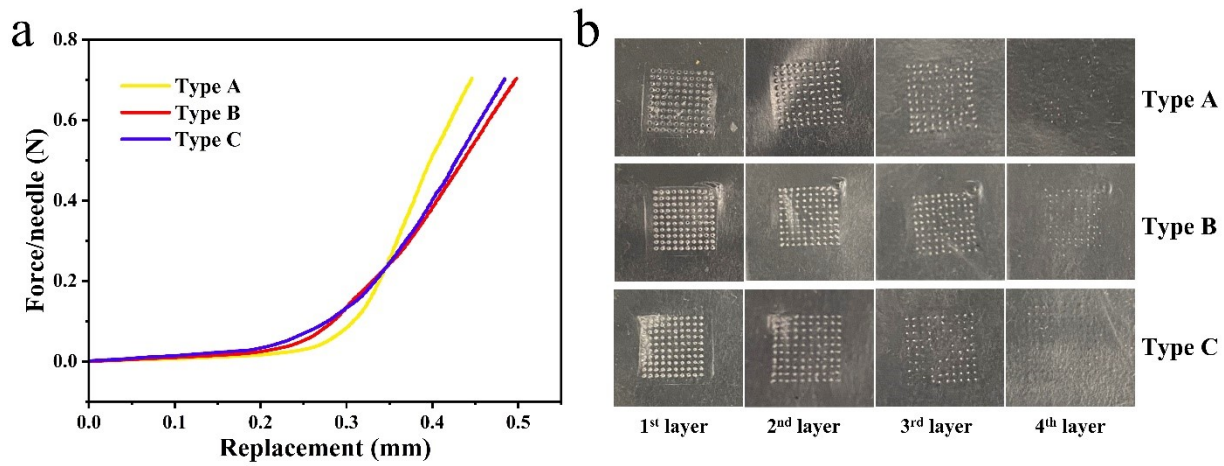 a
0.8
0.6
0.4
0.2
0.0
Force/needle (N)
Type A
Type B
Type C
0.0 0.1 0.2 0.3 0.4 0.5
Replacement (mm)
b
Type A
Type B
Type C
1st layer 2nd layer 3rd layer 4th layer